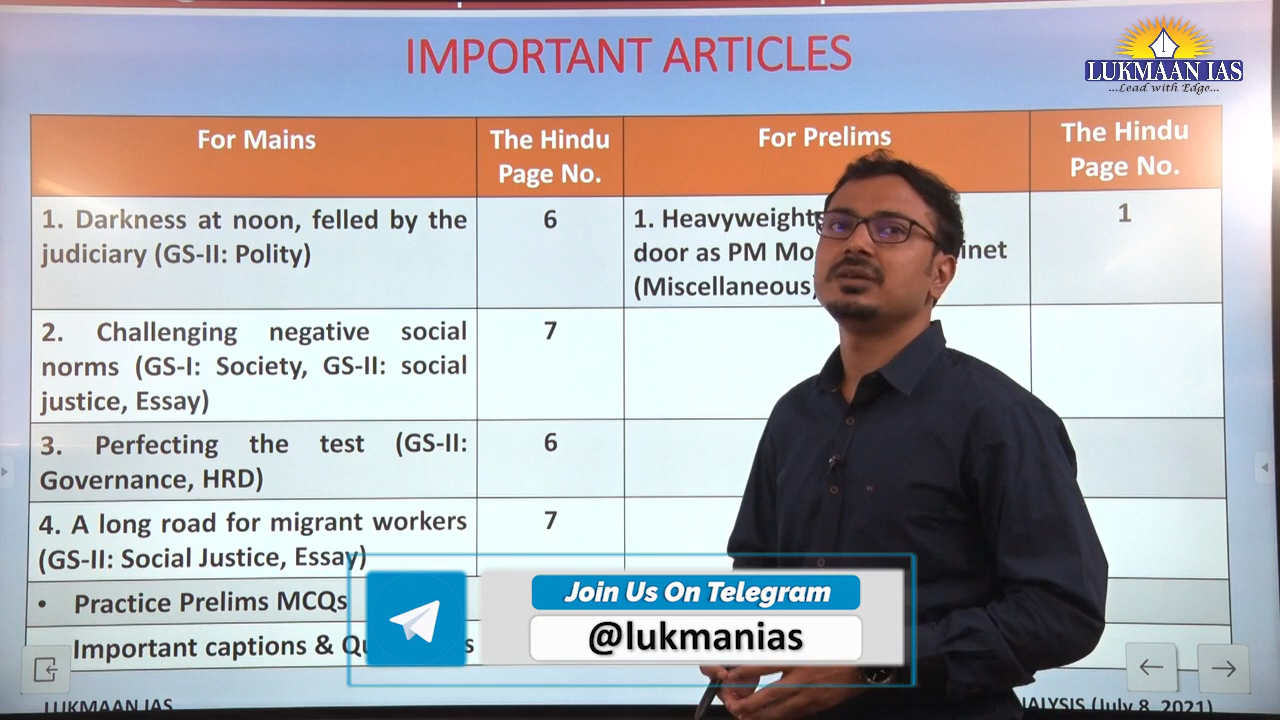 IMPORTANT ARTICLES
LUKMAAN IAS
...Lead with Edge...
For Mains
The Hindu
Page No.
For Prelims
The Hindu
Page No.
1. Darkness at noon, felled by the
judiciary (GS-II: Polity)
6
1. Heavyweights
door as PM Mo
(Miscellaneous)
1
2. Challenging negative social
norms (GS-I: Society, GS-II: social
justice, Essay)
7
3. Perfecting the test (GS-II:
Governance, HRD)
6
4. A long road for migrant workers
(GS-II: Social Justice, Essay)
7
• Practice Prelims MCQs
Important captions & Qu
Join Us On Telegram
@lukmanias
LUKMAAN IAS
ALYSIS (July 8, 2021)